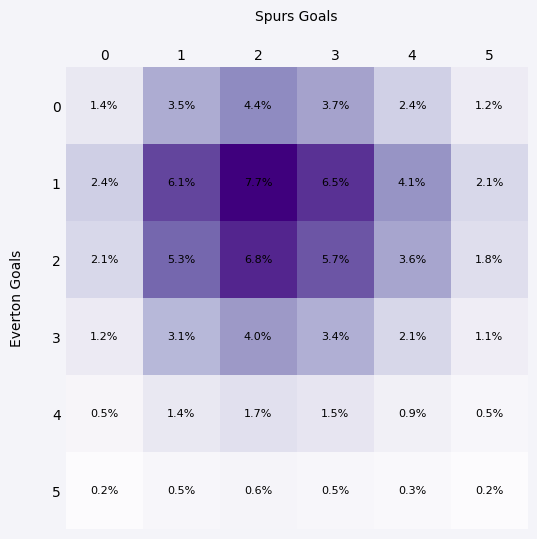 Spurs Goals
0 1 2 3 4 5
0 1.4% 3.5% 4.4% 3.7% 2.4% 1.2%
1 2.4% 6.1% 7.7% 6.5% 4.1% 2.1%
2 2.1% 5.3% 6.8% 5.7% 3.6% 1.8%
3 1.2% 3.1% 4.0% 3.4% 2.1% 1.1%
4 0.5% 1.4% 1.7% 1.5% 0.9% 0.5%
5 0.2% 0.5% 0.6% 0.5% 0.3% 0.2%
Everton Goals